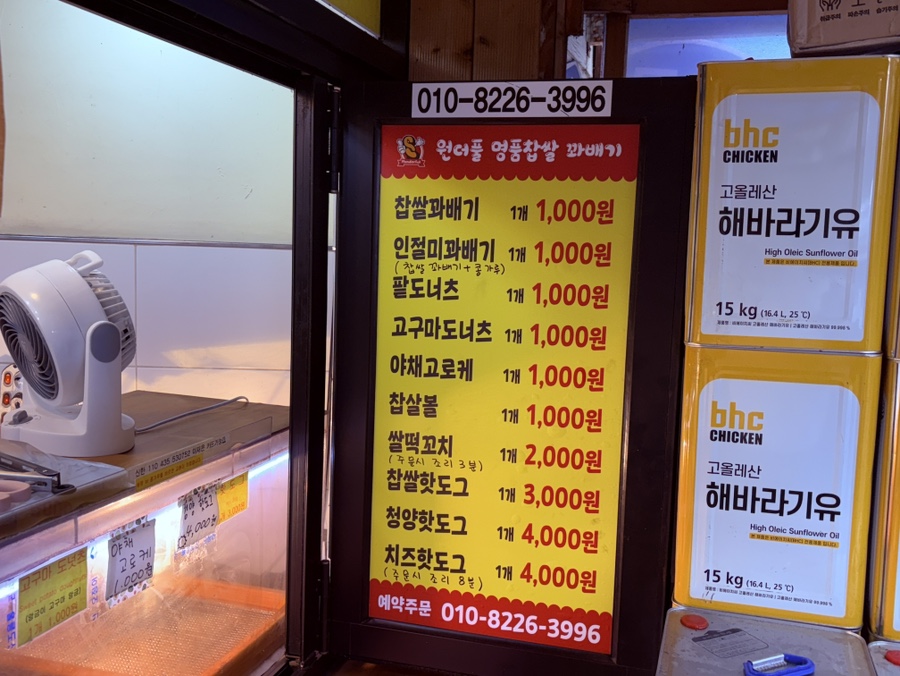 010-8226-3996
원더풀 명품찹쌀 꽈배기
찹쌀꽈배기 1개 1,000원
인절미꽈배기 1개 1,000원
(찹쌀 꽈배기+콩가루)
팥도너츠 1개 1,000원
고구마도너츠 1개 1,000원
야채고로케 1개 1,000원
찹살볼 1개 1,000원
쌀떡꼬치 1개 2,000원
(주문시 조리 3분)
찹쌀핫도그 1개 3,000원
청양핫도그 1개 4,000원
치즈핫도그 1개 4,000원
(주문시 조리 8분)
예약주문 010-8226-3996
bhc
CHICKEN
고올레산
해바라기유
High Oleic Sunflower Oil
15 kg (16.4 L, 25 ℃)
bhc
CHICKEN
고올레산
해바라기유
High Oleic Sunflower Oil
15 kg (16.4 L, 25 ℃)
야채
고로케
1,000원
청양 핫도그
4,000원